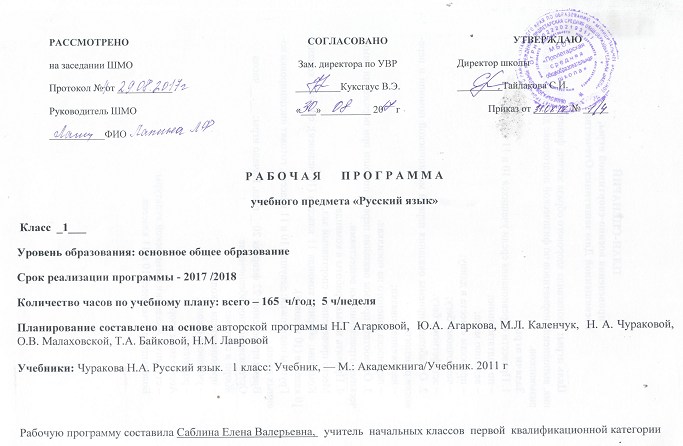 РАССМОТРЕНО
на заседании ШМО
Протокол № от 29.08.2017г
Руководитель ШМО
ФИО Лапина ЛФ
СОГЛАСОВАНО
Зам. директора по УВР
Куксгаус В.Э.
«30» 08 20 г
УТВЕРЖДАЮ
Директор школы
Тайлакова С.И.
Приказ от №
РАБОЧАЯ ПРОГРАММА
учебного предмета «Русский язык»
Класс _1___
Уровень образования: основное общее образование
Срок реализации программы - 2017 /2018
Количество часов по учебному плану: всего – 165 ч/год; 5 ч/неделя
Планирование составлено на основе авторской программы Н.Г Агарковой, Ю.А. Агаркова, М.Л. Каленчук, Н. А. Чураковой,
О.В. Малаховской, Т.А. Байковой, Н.М. Лавровой
Учебники: Чуракова Н.А. Русский язык. 1 класс: Учебник, — М.: Академкнига/Учебник. 2011 г
Рабочую программу составила Саблина Елена Валерьевна, учитель начальных классов первой квалификационной категории